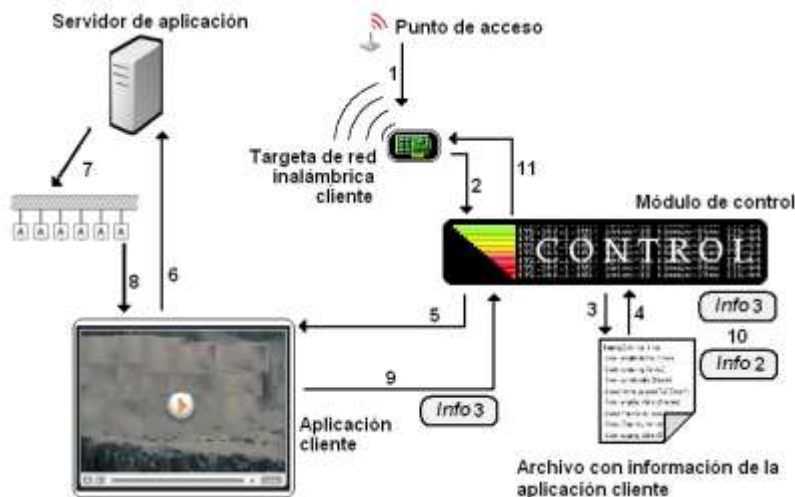 Servidor de aplicación
Punto de acceso
1
7
Targeta de red
inalámbrica
cliente
2
11
Módulo de control
CONTROL
A A A A A A
8
6
5
3
4
Info 3
10
Info 2
9
Info 3
Aplicación
cliente
Archivo con información de la
aplicación cliente